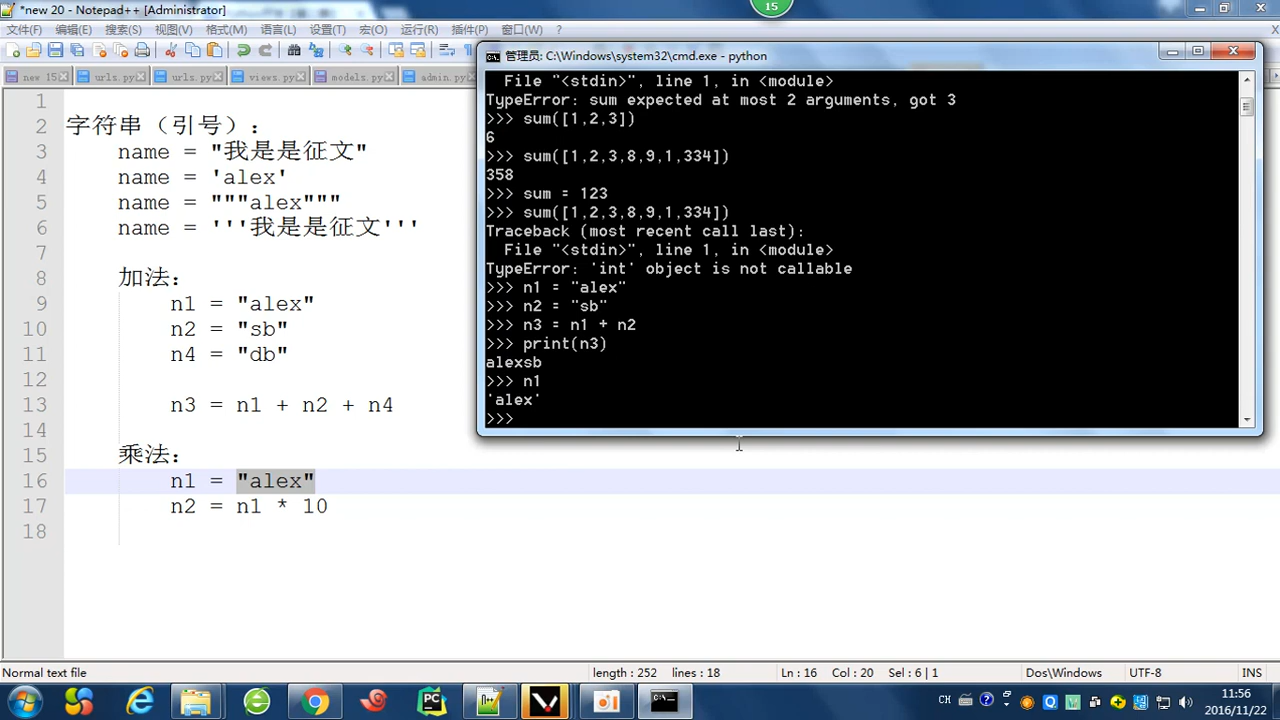 *new 20 - Notepad++ [Administrator]
15
文件(F) 编辑(E) 搜索(S) 视图(V) 格式(M) 语言(L) 设置(T) 宏(O) 运行(R) 插件(P) 窗口(W) ?
new 15 urls.py urls.py views.py models.py admin.py
1
2 字符串（引号）：
3 name = "我是是征文"
4 name = 'alex'
5 name = """alex"""
6 name = '''我是是征文'''
7
8 加法：
9 n1 = "alex"
10 n2 = "sb"
11 n4 = "db"
12
13 n3 = n1 + n2 + n4
14
15 乘法：
16 n1 = "alex"
17 n2 = n1 * 10
18
管理员: C:\Windows\system32\cmd.exe - python
File "<stdin>", line 1, in <module>
TypeError: sum expected at most 2 arguments, got 3
>>> sum([1,2,3])
6
>>> sum([1,2,3,8,9,1,334])
358
>>> sum = 123
>>> sum([1,2,3,8,9,1,334])
Traceback (most recent call last):
File "<stdin>", line 1, in <module>
TypeError: 'int' object is not callable
>>> n1 = "alex"
>>> n2 = "sb"
>>> n3 = n1 + n2
>>> print(n3)
alexsb
>>> n1
'alex'
>>>
Normal text file length : 252 lines : 18 Ln : 16 Col : 20 Sel : 6 | 1 Dos\Windows UTF-8 INS
PC
CH
11:56
2016/11/22